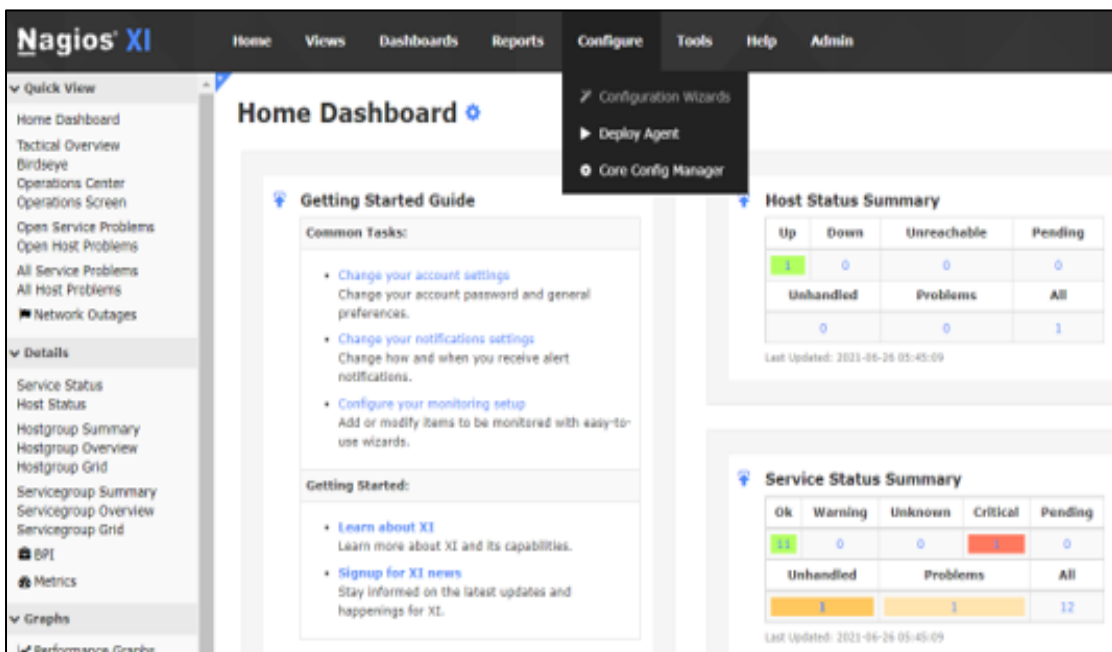 Nagios® XI
Home Views Dashboards Reports Configure Tools Help Admin
Configuration Wizards
Deploy Agent
Core Config Manager
Quick View
Home Dashboard
Tactical Overview
Birdseye
Operations Center
Operations Screen
Open Service Problems
Open Host Problems
All Service Problems
All Host Problems
Network Outages
Details
Service Status
Host Status
Hostgroup Summary
Hostgroup Overview
Hostgroup Grid
Servicegroup Summary
Servicegroup Overview
Servicegroup Grid
BPI
Metrics
Graphs
Performance Graphs
Home Dashboard
Getting Started Guide
Common Tasks:
• Change your account settings
Change your account password and general
preferences.
• Change your notifications settings
Change how and when you receive alert
notifications.
• Configure your monitoring setup
Add or modify items to be monitored with easy-to-
use wizards.
Getting Started:
• Learn about XI
Learn more about XI and its capabilities.
• Signup for XI news
Stay informed on the latest updates and
happenings for XI.
Host Status Summary
Up Down Unreachable Pending
1 0 0 0
Unhandled Problems All
0 0 1
Last Updated: 2021-06-26 05:45:09
Service Status Summary
Ok Warning Unknown Critical Pending
11 0 0 1 0
Unhandled Problems All
1 1 12
Last Updated: 2021-06-26 05:45:09